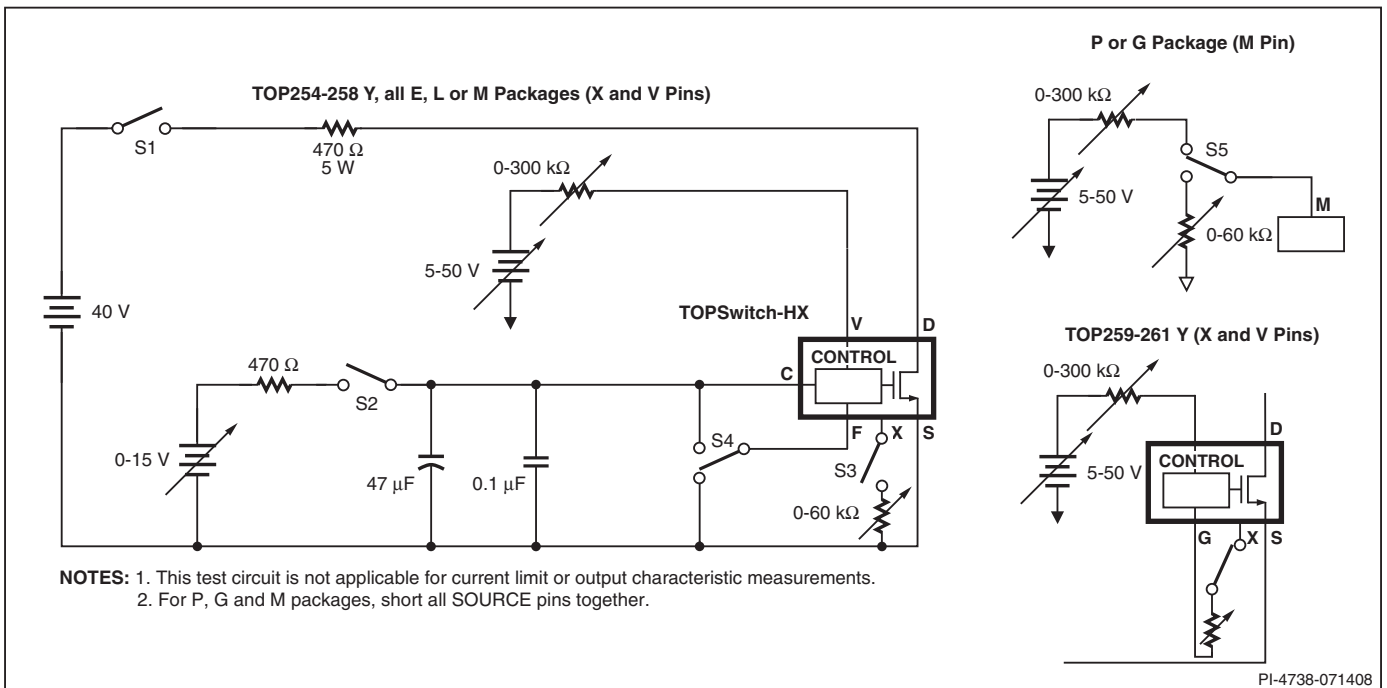 P or G Package (M Pin)
TOP254-258 Y, all E, L or M Packages (X and V Pins)
0-300 kΩ
S1
470 Ω
5 W
S5
0-300 kΩ
5-50 V
M
0-60 kΩ
5-50 V
40 V
TOPSwitch-HX
V
D
TOP259-261 Y (X and V Pins)
CONTROL
470 Ω
C
0-300 kΩ
S2
F
X
S
D
S4
S3
0-15 V
5-50 V
CONTROL
47 µF
0.1 µF
0-60 kΩ
G
X
S
NOTES: 1. This test circuit is not applicable for current limit or output characteristic measurements.
2. For P, G and M packages, short all SOURCE pins together.
PI-4738-071408